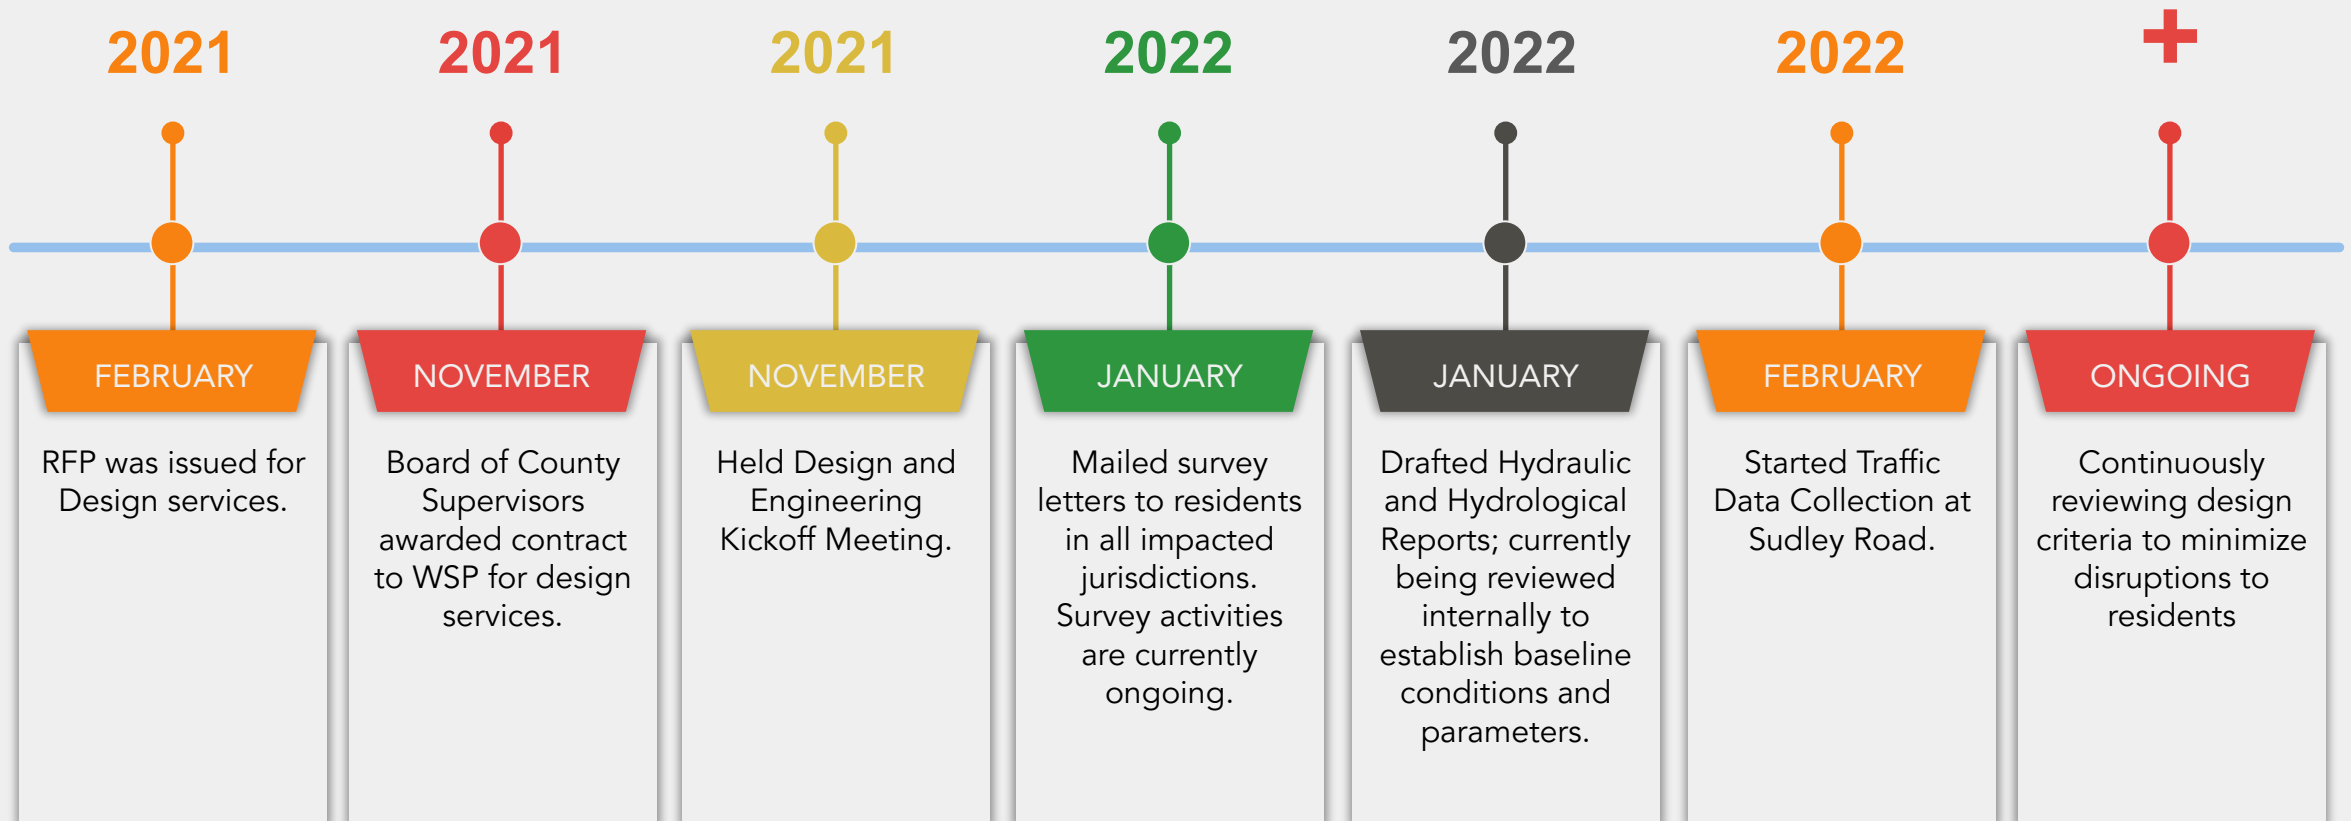 2021
FEBRUARY
RFP was issued for
Design services.
2021
NOVEMBER
Board of County
Supervisors
awarded contract
to WSP for design
services.
2021
NOVEMBER
Held Design and
Engineering
Kickoff Meeting.
2022
JANUARY
Mailed survey
letters to residents
in all impacted
jurisdictions.
Survey activities
are currently
ongoing.
2022
JANUARY
Drafted Hydraulic
and Hydrological
Reports; currently
being reviewed
internally to
establish baseline
conditions and
parameters.
2022
FEBRUARY
Started Traffic
Data Collection at
Sudley Road.
+
ONGOING
Continuously
reviewing design
criteria to minimize
disruptions to
residents